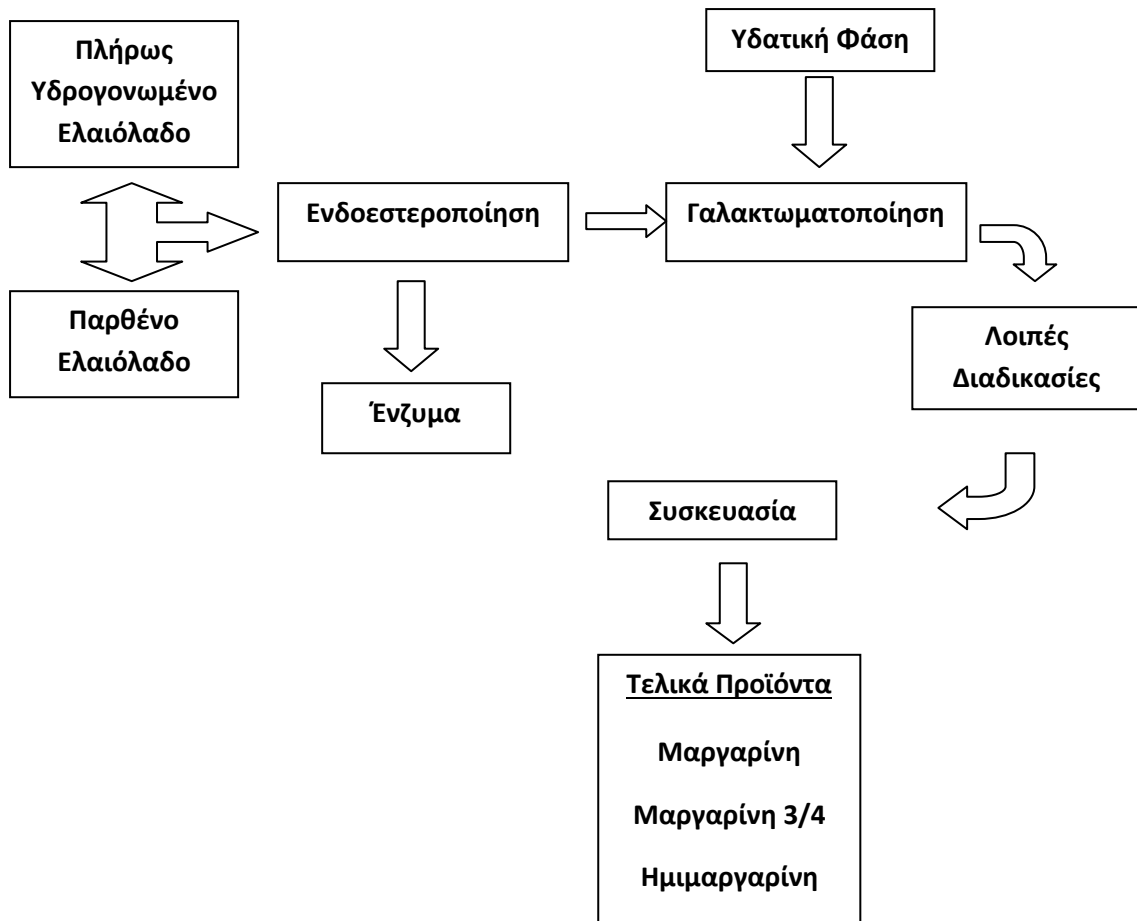 Πλήρως
Υδρογονωμένο
Ελαιόλαδο
Υδατική Φάση
Ενδοεστεροποίηση
Γαλακτωματοποίηση
Παρθένο
Ελαιόλαδο
Ένζυμα
Λοιπές
Διαδικασίες
Συσκευασία
Τελικά Προϊόντα
Μαργαρίνη
Μαργαρίνη 3/4
Ημιμαργαρίνη